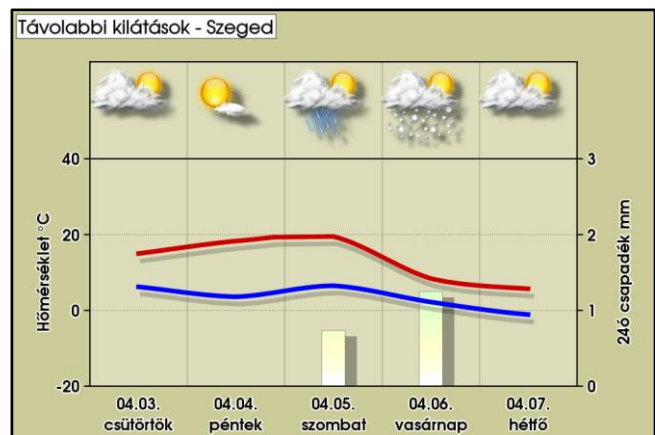 Távolabbi kilátások - Szeged
40
20
0
-20
Hőmérséklet °C
3
2
1
0
24ó csapadék mm
04.03. 04.04. 04.05. 04.06. 04.07.
csütörtök péntek szombat vasárnap hétfő